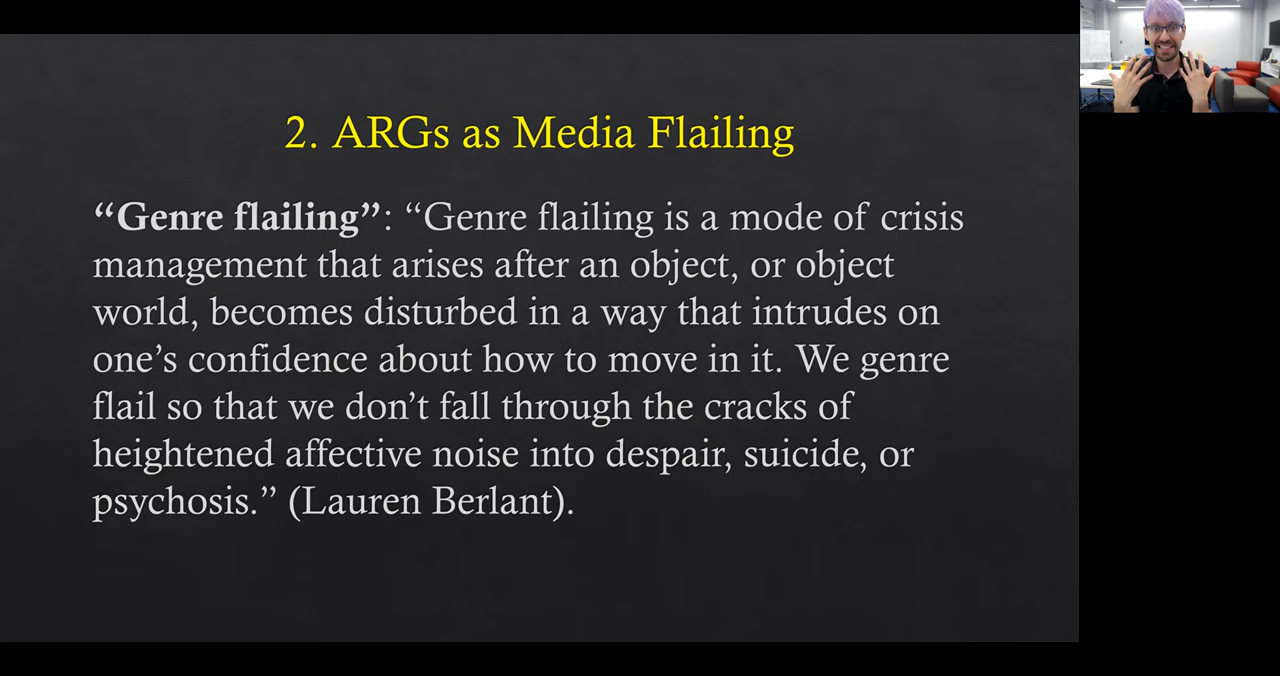 2. ARGs as Media Flailing
“Genre flailing”: “Genre flailing is a mode of crisis
management that arises after an object, or object
world, becomes disturbed in a way that intrudes on
one’s confidence about how to move in it. We genre
flail so that we don’t fall through the cracks of
heightened affective noise into despair, suicide, or
psychosis.” (Lauren Berlant).